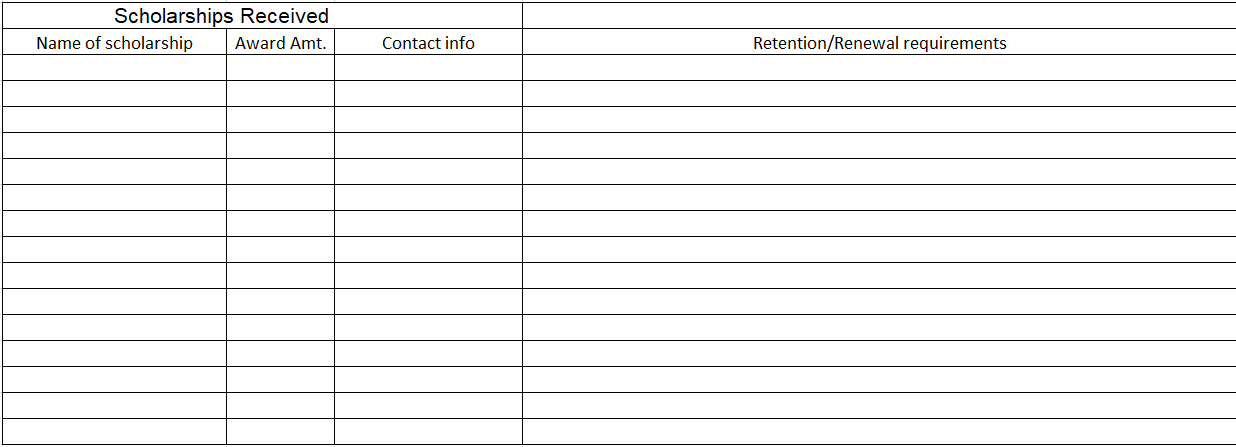 Scholarships Received
Name of scholarship Award Amt. Contact info Retention/Renewal requirements